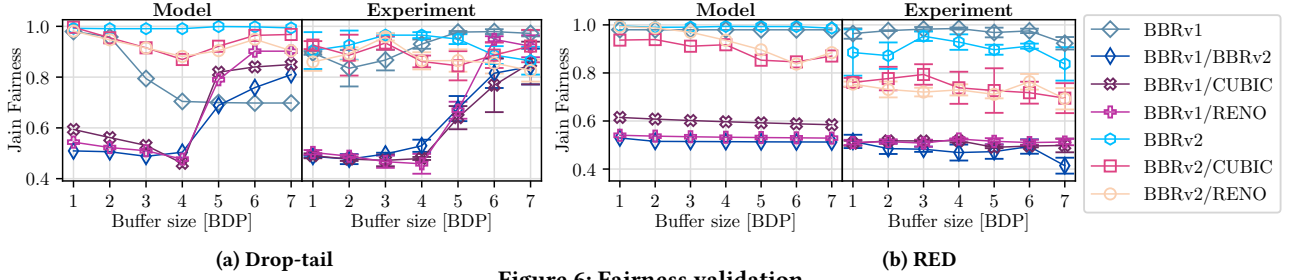 Model Experiment Model Experiment
Jain Fairness
1.0
0.8
0.6
0.4
1 2 3 4 5 6 7 1 2 3 4 5 6 7
Buffer size [BDP] Buffer size [BDP]
(a) Drop-tail
Jain Fairness
1.0
0.8
0.6
0.4
1 2 3 4 5 6 7 1 2 3 4 5 6 7
Buffer size [BDP] Buffer size [BDP]
(b) RED
BBRv1
BBRv1/BBRv2
BBRv1/CUBIC
BBRv1/RENO
BBRv2
BBRv2/CUBIC
BBRv2/RENO
Figure 6: Fairness validation